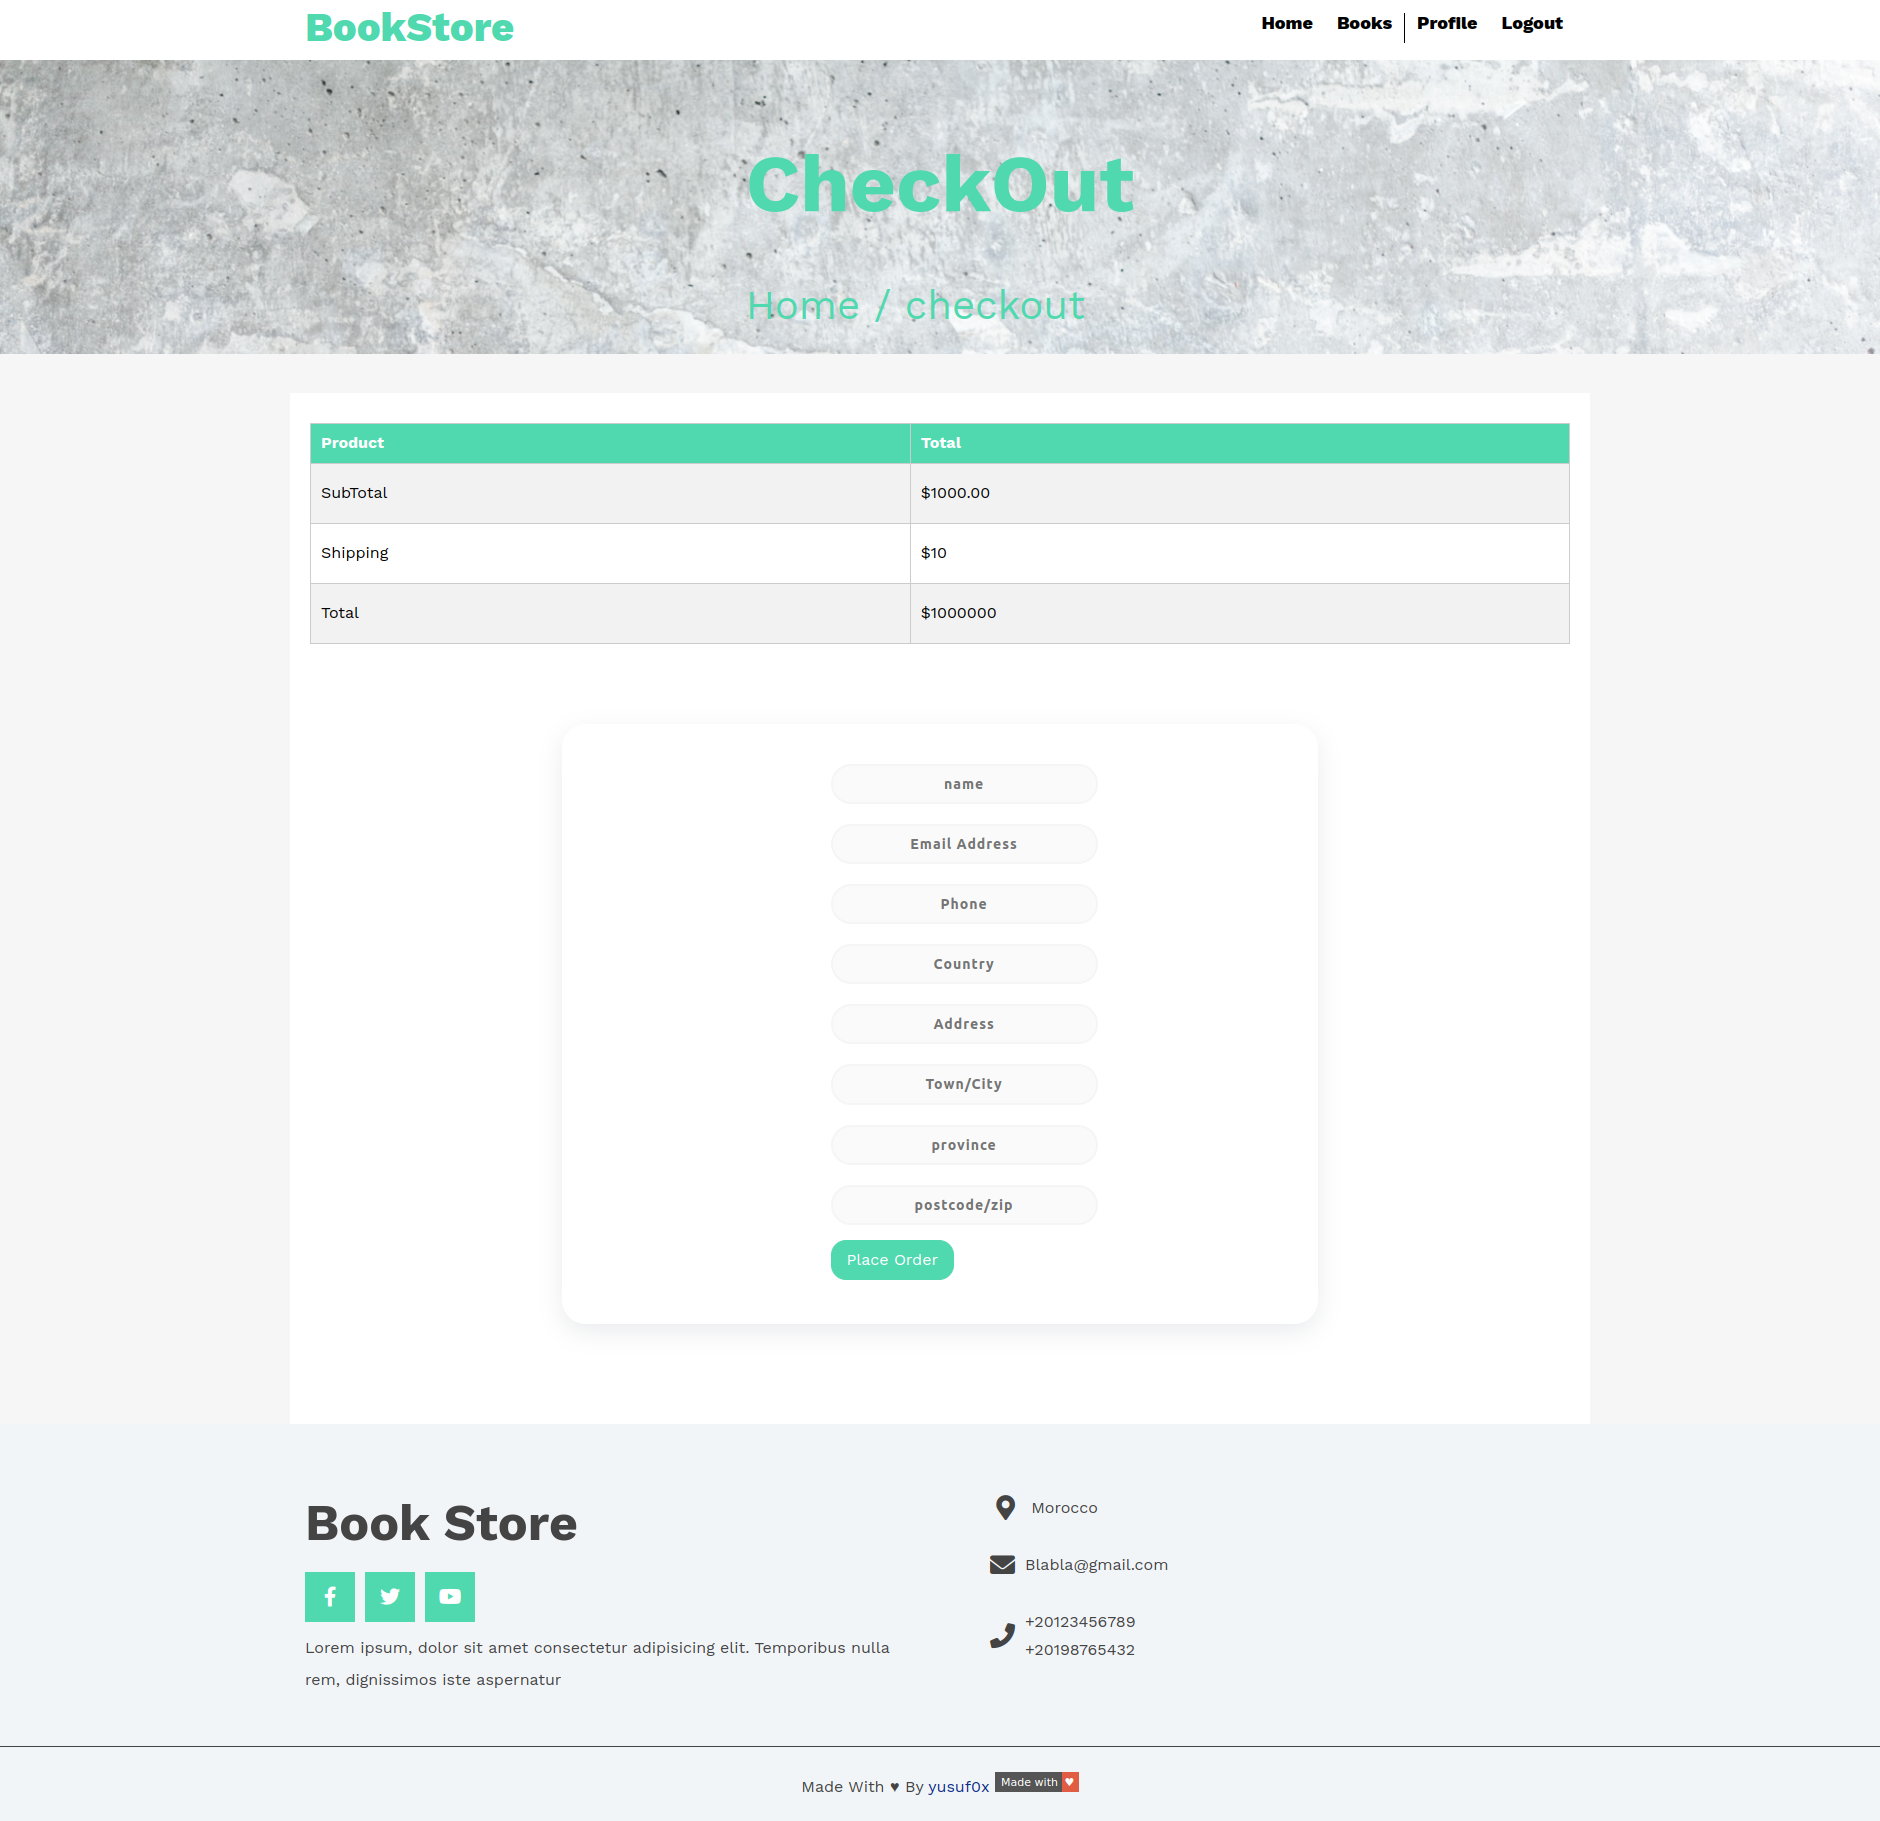 BookStore
Home Books Profile Logout
CheckOut
Home / checkout
Product Total
SubTotal $1000.00
Shipping $10
Total $1000000
name
Email Address
Phone
Country
Address
Town/City
province
postcode/zip
Place Order
Book Store
Lorem ipsum, dolor sit amet consectetur adipisicing elit. Temporibus nulla
rem, dignissimos iste aspernatur
Morocco
Blabla@gmail.com
+20123456789
+20198765432
Made With ♥ By yusuf0x Made with ♥